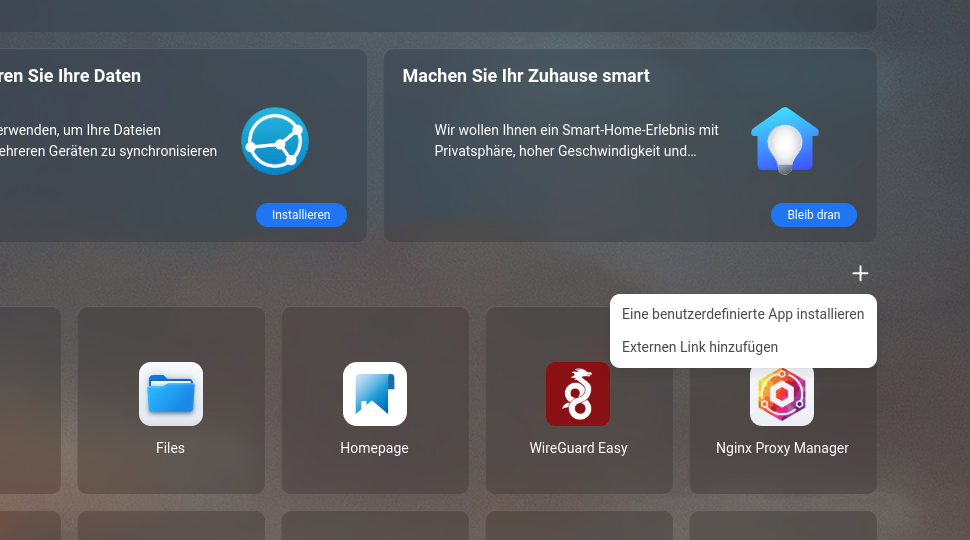 ren Sie Ihre Daten
erwenden, um Ihre Dateien
ehreren Geräten zu synchronisieren
Installieren
Machen Sie Ihr Zuhause smart
Wir wollen Ihnen ein Smart-Home-Erlebnis mit
Privatsphäre, hoher Geschwindigkeit und...
Bleib dran
Eine benutzerdefinierte App installieren
Externen Link hinzufügen
Files
Homepage
WireGuard Easy
Nginx Proxy Manager